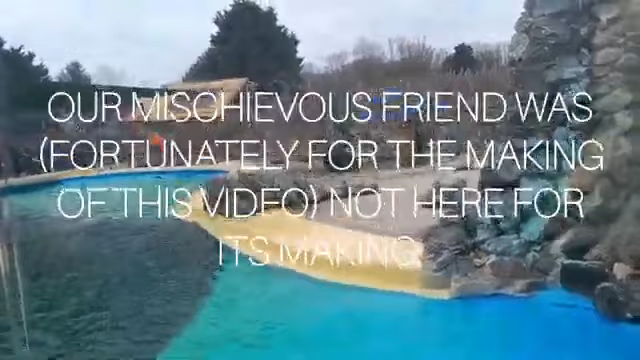 OUR MISCHIEVOUS FRIEND WAS
(FORTUNATELY FOR THE MAKING
OF THIS VIDEO) NOT HERE FOR
ITS MAKING